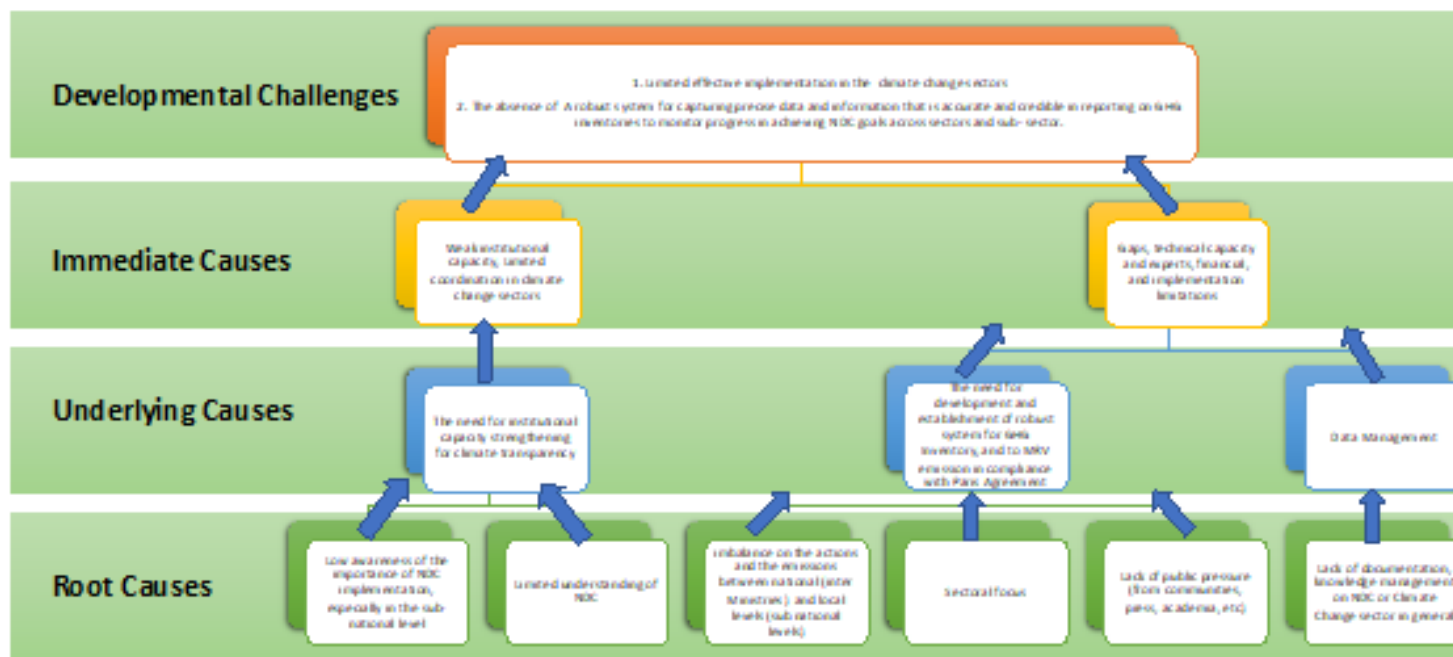 Developmental Challenges
1. Limited effective implementation in the climate change sectors
2. The absence of A robust system for capturing precise data and information that is accurate and credible in reporting on GHG
inventories to monitor progress in achieving NDC goals across sectors and sub- sector.
Immediate Causes
Weak institutional
capacity, limited
coordination in climate
change sectors
Gaps, technical capacity
and experts, financial,
and implementation
limitations
Underlying Causes
The need for institutional
capacity strengthening
for climate transparency
The need for
development and
establishment of robust
system for GHG
Inventory, and to MRV
emission in compliance
with Paris Agreement
Data Management
Root Causes
Low awareness of the
importance of NDC
implementation,
especially in the sub-
national level
Limited understanding of
NDC
Imbalance on the actions
and the emissions
between national (inter
Ministries) and local
levels (sub national
levels)
Sectoral focus
Lack of public pressure
(from communities,
press, academia, etc)
Lack of documentation,
knowledge management
on NDC or Climate
Change sector in general